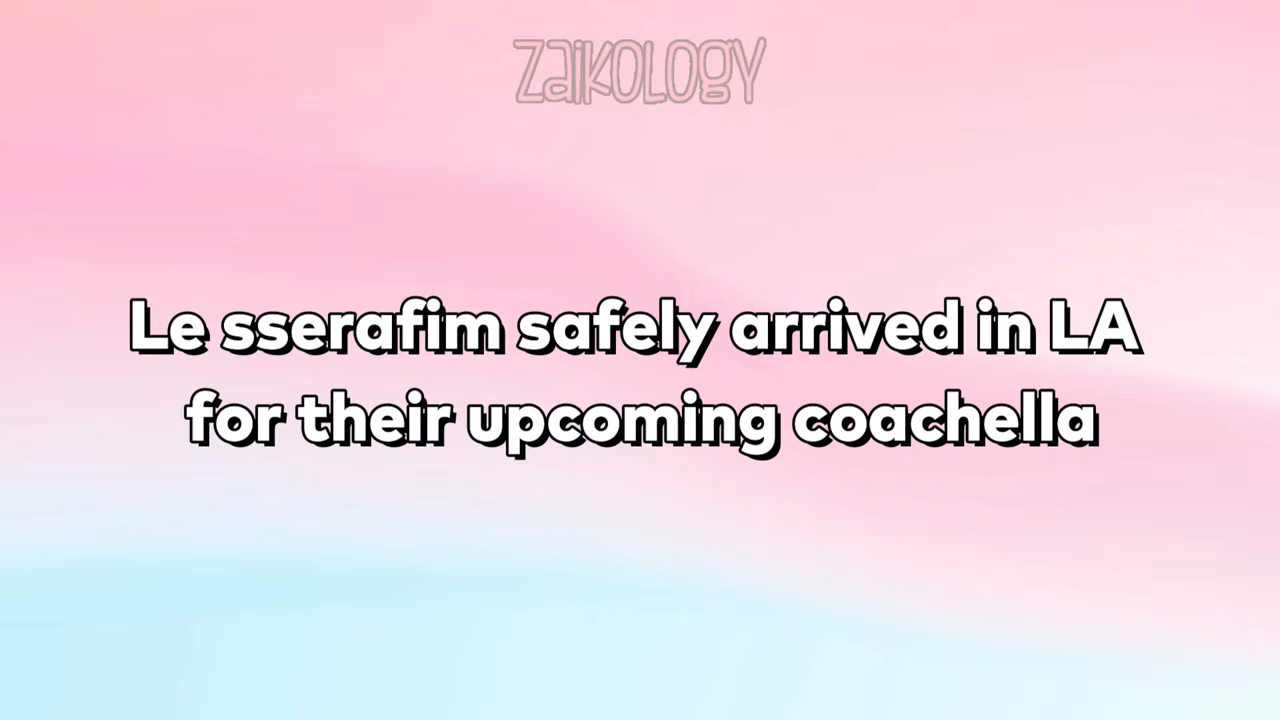 zaikology
Le sserafim safely arrived in LA
for their upcoming coachella